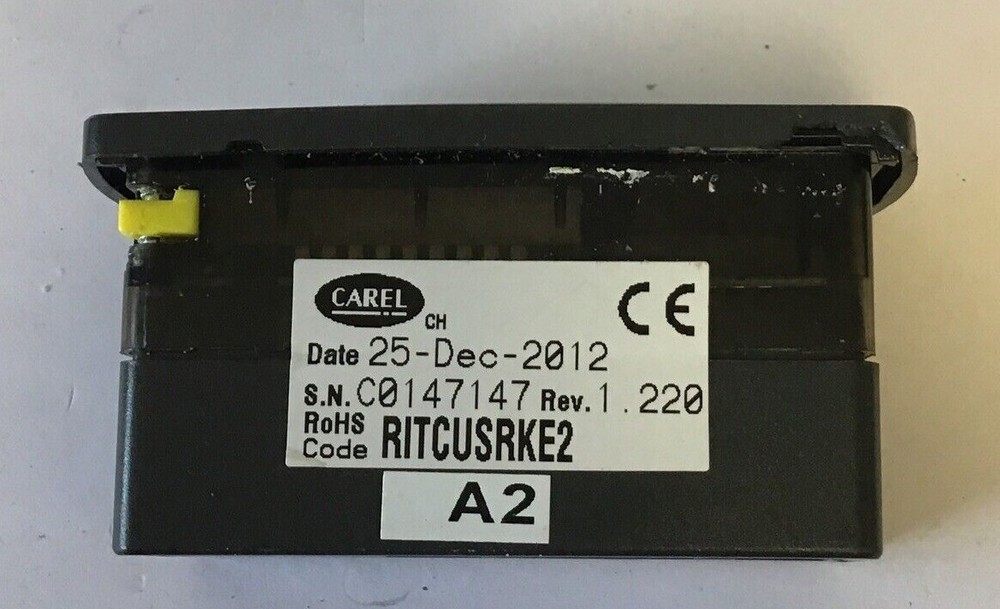 CAREL
CH
CE
Date 25-Dec-2012
S.N. C0147147 Rev. 1.220
RoHS
Code RITCUSRKE2
A2